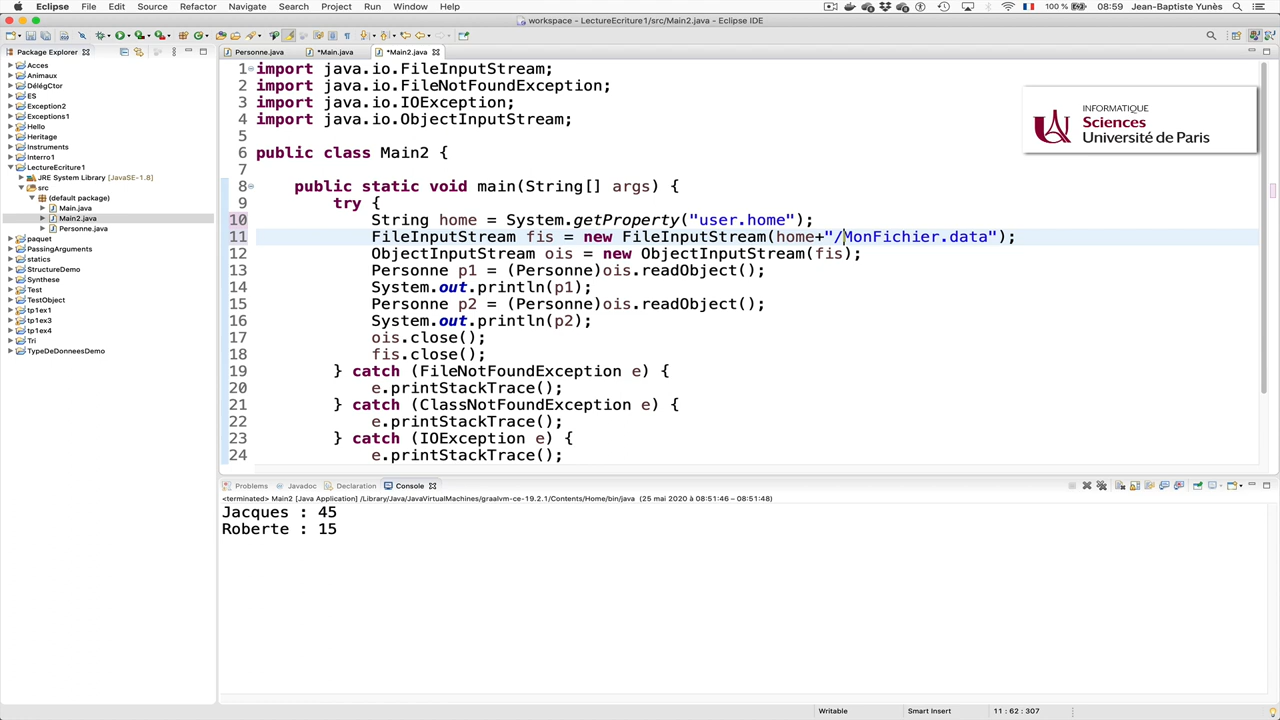 Eclipse File Edit Source Refactor Navigate Search Project Run Window Help 100 % 08:59 Jean-Baptiste Yunès
workspace - LectureEcriture1/src/Main2.java - Eclipse IDE
Package Explorer
Personne.java *Main.java *Main2.java
Acces
Animaux
DélégCtor
ES
Exception2
Exceptions1
Hello
Heritage
Instruments
Interro1
LectureEcriture1
JRE System Library [JavaSE-1.8]
src
(default package)
Main.java
Main2.java
Personne.java
paquet
PassingArguments
statics
StructureDemo
Synthese
Test
TestObject
tp1ex1
tp1ex3
tp1ex4
Tri
TypeDeDonneesDemo
1 import java.io.FileInputStream;
2 import java.io.FileNotFoundException;
3 import java.io.IOException;
4 import java.io.ObjectInputStream;
5
6 public class Main2 {
7
8 public static void main(String[] args) {
9 try {
10 String home = System.getProperty("user.home");
11 FileInputStream fis = new FileInputStream(home+"/MonFichier.data");
12 ObjectInputStream ois = new ObjectInputStream(fis);
13 Personne p1 = (Personne)ois.readObject();
14 System.out.println(p1);
15 Personne p2 = (Personne)ois.readObject();
16 System.out.println(p2);
17 ois.close();
18 fis.close();
19 } catch (FileNotFoundException e) {
20 e.printStackTrace();
21 } catch (ClassNotFoundException e) {
22 e.printStackTrace();
23 } catch (IOException e) {
24 e.printStackTrace();
INFORMATIQUE
Sciences
Université de Paris
Problems Javadoc Declaration Console
<terminated> Main2 [Java Application] /Library/Java/JavaVirtualMachines/graalvm-ce-19.2.1/Contents/Home/bin/java (25 mai 2020 à 08:51:46 – 08:51:48)
Jacques : 45
Roberte : 15
Writable Smart Insert 11 : 62 : 307